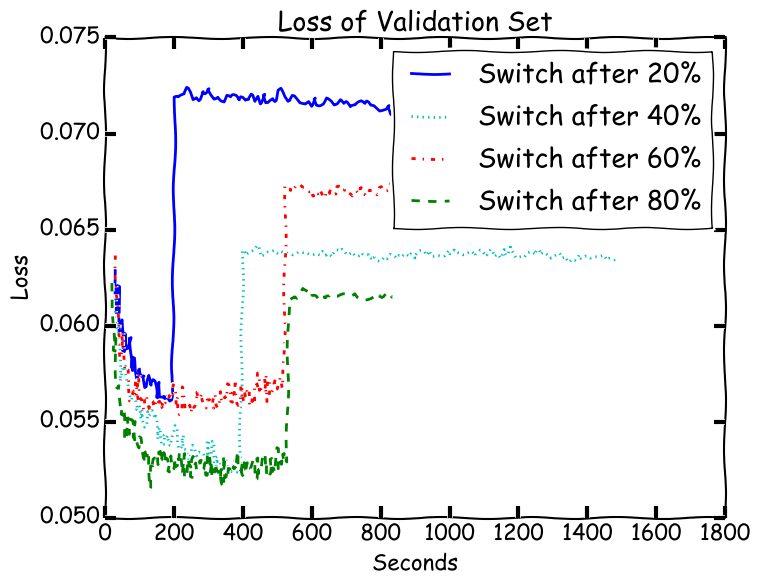 Loss of Validation Set
0.075
0.070
0.065
0.060
0.055
0.050
Loss
Switch after 20%
Switch after 40%
Switch after 60%
Switch after 80%
0 200 400 600 800 1000 1200 1400 1600 1800
Seconds